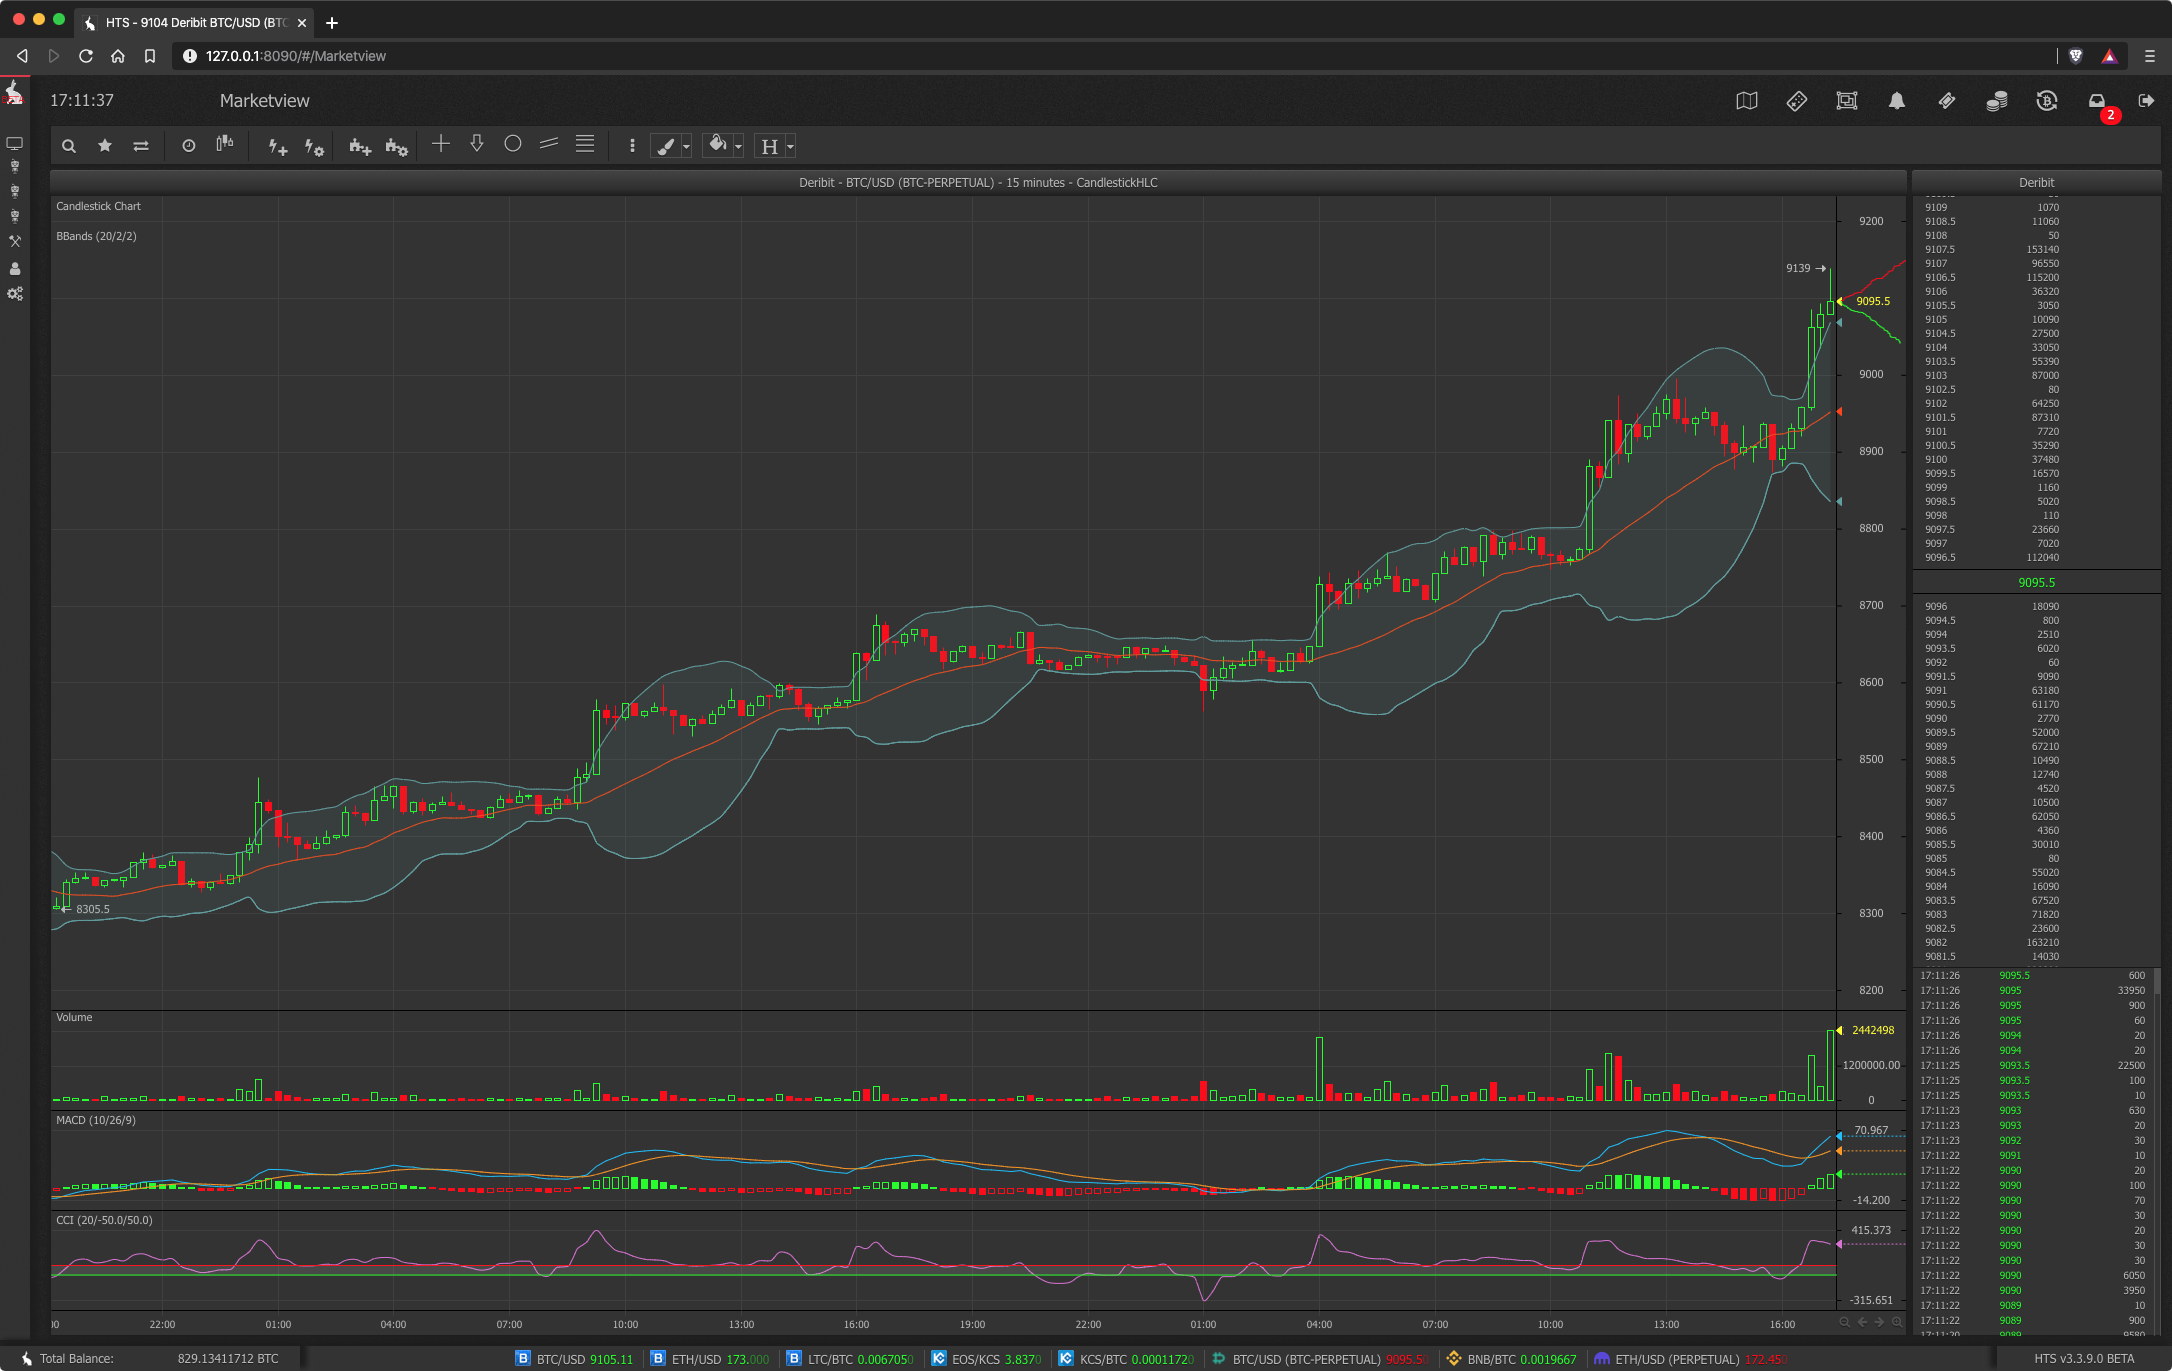 HTS - 9104 Deribit BTC/USD (BTC
127.0.0.1:8090/#/Marketview
17:11:37 Marketview
2
Deribit - BTC/USD (BTC-PERPETUAL) - 15 minutes - CandlestickHLC
Candlestick Chart
BBands (20/2/2)
9139
8305.5
9200
9095.5
9000
8900
8800
8700
8600
8500
8400
8300
8200
Volume
2442498
1200000.00
0
MACD (10/26/9)
70.967
-14.200
CCI (20/-50.0/50.0)
415.373
-315.651
22:00 01:00 04:00 07:00 10:00 13:00 16:00 19:00 22:00 01:00 04:00 07:00 10:00 13:00 16:00
Deribit
9109 1070
9108.5 11060
9108 50
9107.5 153140
9107 96550
9106.5 115200
9106 36320
9105.5 3050
9105 10090
9104.5 27500
9104 33050
9103.5 55390
9103 87000
9102.5 80
9102 64250
9101.5 87310
9101 7720
9100.5 35290
9100 37480
9099.5 16570
9099 1160
9098.5 5020
9098 110
9097.5 23660
9097 7020
9096.5 112040
9095.5
9096 18090
9094.5 800
9094 2510
9093.5 6020
9092 60
9091.5 9090
9091 63180
9090.5 61170
9090 2770
9089.5 52000
9089 67210
9088.5 10490
9088 12740
9087.5 4520
9087 10500
9086.5 62050
9086 4360
9085.5 30010
9085 80
9084.5 55020
9084 16090
9083.5 67520
9083 71820
9082.5 23600
9082 163210
9081.5 14030
17:11:26 9095.5 600
17:11:26 9095 33950
17:11:26 9095 900
17:11:26 9095 60
17:11:26 9094 20
17:11:26 9094 20
17:11:25 9093.5 22500
17:11:25 9093.5 100
17:11:25 9093.5 10
17:11:23 9093 630
17:11:23 9093 20
17:11:23 9092 30
17:11:22 9091 10
17:11:22 9090 20
17:11:22 9090 100
17:11:22 9090 70
17:11:22 9090 30
17:11:22 9090 20
17:11:22 9090 30
17:11:22 9090 30
17:11:22 9090 6050
17:11:22 9090 3950
17:11:22 9089 10
17:11:22 9089 900
17:11:20 9089 9580
Total Balance: 829.13411712 BTC
BTC/USD 9105.11 ETH/USD 173.000 LTC/BTC 0.0067050 EOS/KCS 3.8370 KCS/BTC 0.00011720 BTC/USD (BTC-PERPETUAL) 9095.50 BNB/BTC 0.0019667 ETH/USD (PERPETUAL) 172.450
HTS v3.3.9.0 BETA